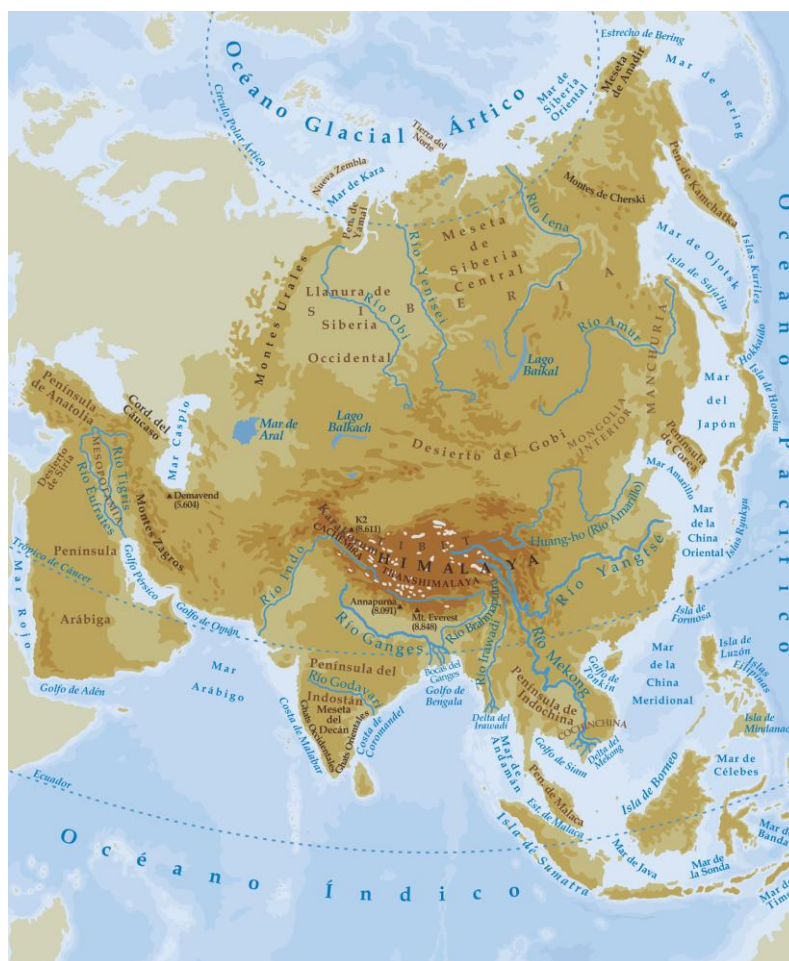 Estrecho de Bering
Océano Glacial Ártico
Círculo Polar Ártico
Mar de
Siberia
Oriental
Meseta
de Anadir
Mar de Bering
Tierra del
Norte
Nueva Zembla
Mar de Kara
Pen. de
Yamal
Montes de Cherski
Pen. de Kamchatka
Río Lena
Río Yenisei
Meseta
de
Siberia
Central
Mar de Ojotsk
Isla de Sajalín
Islas Kuriles
Océano Pacífico
Montes Urales
Llanura de
SIBERIA
Siberia
Occidental
Río Obi
Río Amur
MANCHURIA
Lago
Baikal
Hokkaido
Isla de Honshu
Mar
del
Japón
Península
de Anatolia
Cord. del
Cáucaso
Mar Caspio
Mar de
Aral
Lago
Balkach
Desierto del Gobi
MONGOLIA
INTERIOR
Península
de Corea
Desierto
de Siria
MESOPOTAMIA
Río Tigris
Río Eufrates
Montes Zagros
Demavend
(5.604)
K2
(8.611)
Karakorum
CACHEMIRA
TIBET
HIMALAYA
TRANSHIMALAYA
Huang-ho (Río Amarillo)
Mar Amarillo
Mar
de la
China
Oriental
Islas Ryukyu
Río Yangtsé
Trópico de Cáncer
Península
Arábiga
Golfo Pérsico
Golfo de Omán
Mar Rojo
Río Indo
Annapurna
(8.091)
Mt. Everest
(8.848)
Río Ganges
Río Brahmaputra
Río Irawadi
Río Mekong
Isla de
Formosa
Mar
Arábigo
Golfo de Adén
Península del
Indostán
Río Godavari
Meseta
del
Decán
Ghats Occidentales
Ghats Orientales
Costa de Malabar
Costa de
Coromandel
Bocas del
Ganges
Golfo de
Bengala
Delta del
Irawadi
Mar de
Andamán
Península de
Indochina
Golfo de
Tonkin
COCHINCHINA
Delta del
Mekong
Golfo de Siam
Mar
de la
China
Meridional
Isla de
Luzón
Islas
Filipinas
Isla de
Mindanao
Mar de
Célebes
Isla de Borneo
Pen. de Malaca
Est. de Malaca
Isla de Sumatra
Ecuador
Océano Índico
Mar de Java
Mar de
la Sonda
Mar de
Banda
Mar de